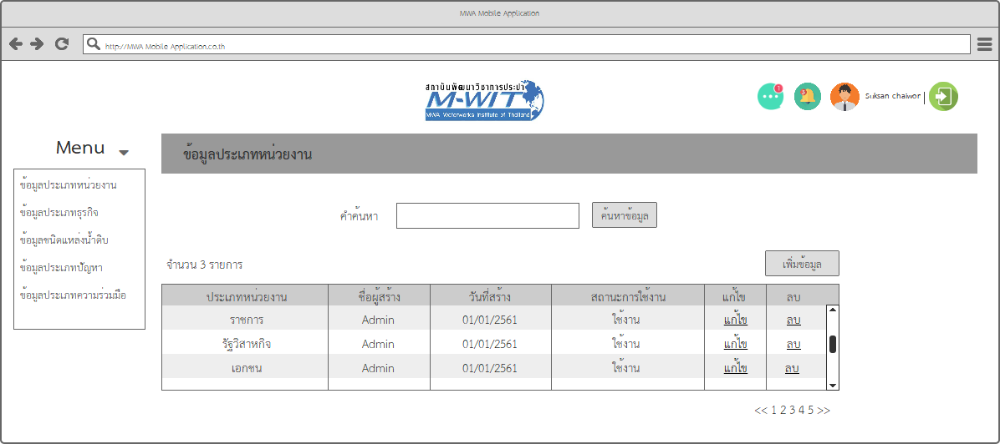 MWA Mobile Application
http://MWA Mobile Application.co.th
สถาบันพัฒนาวิชาการประปา
M-WIT
MWA Waterworks Institute of Thailand
1
3
Suksan chaiwon
Menu
ข้อมูลประเภทหน่วยงาน
ข้อมูลประเภทธุรกิจ
ข้อมูลชนิดแหล่งน้ำดิบ
ข้อมูลประเภทปัญหา
ข้อมูลประเภทความร่วมมือ
ข้อมูลประเภทหน่วยงาน
คำค้นหา ค้นหาข้อมูล
จำนวน 3 รายการ เพิ่มข้อมูล
ประเภทหน่วยงาน ชื่อผู้สร้าง วันที่สร้าง สถานะการใช้งาน แก้ไข ลบ
ราชการ Admin 01/01/2561 ใช้งาน แก้ไข ลบ
รัฐวิสาหกิจ Admin 01/01/2561 ใช้งาน แก้ไข ลบ
เอกชน Admin 01/01/2561 ใช้งาน แก้ไข ลบ
<< 1 2 3 4 5 >>